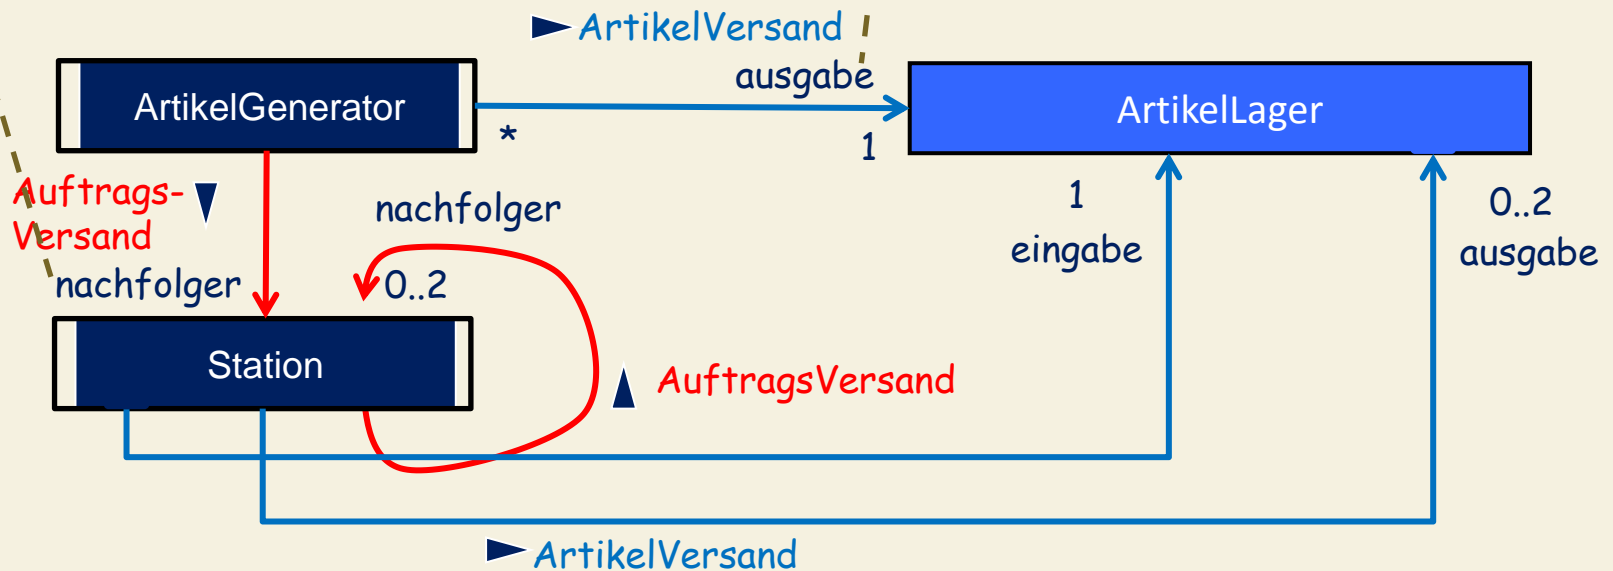 ArtikelVersand
ausgabe
ArtikelGenerator
ArtikelLager
*
1
Auftrags-
Versand
nachfolger
1
0..2
eingabe
ausgabe
nachfolger
0..2
Station
AuftragsVersand
ArtikelVersand